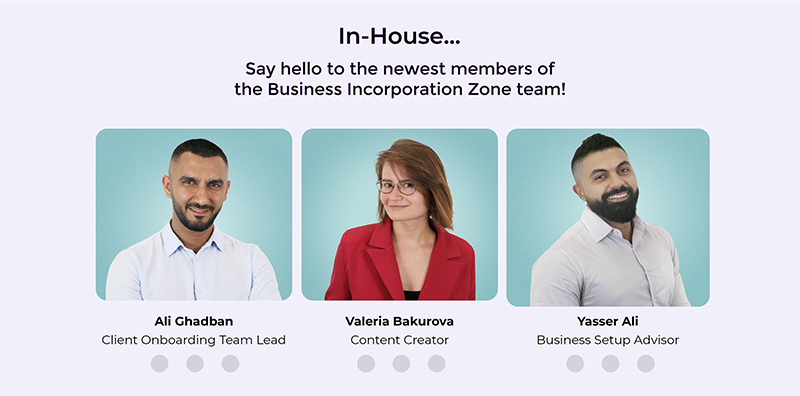 In-House...
Say hello to the newest members of
the Business Incorporation Zone team!
Ali Ghadban
Client Onboarding Team Lead
Valeria Bakurova
Content Creator
Yasser Ali
Business Setup Advisor